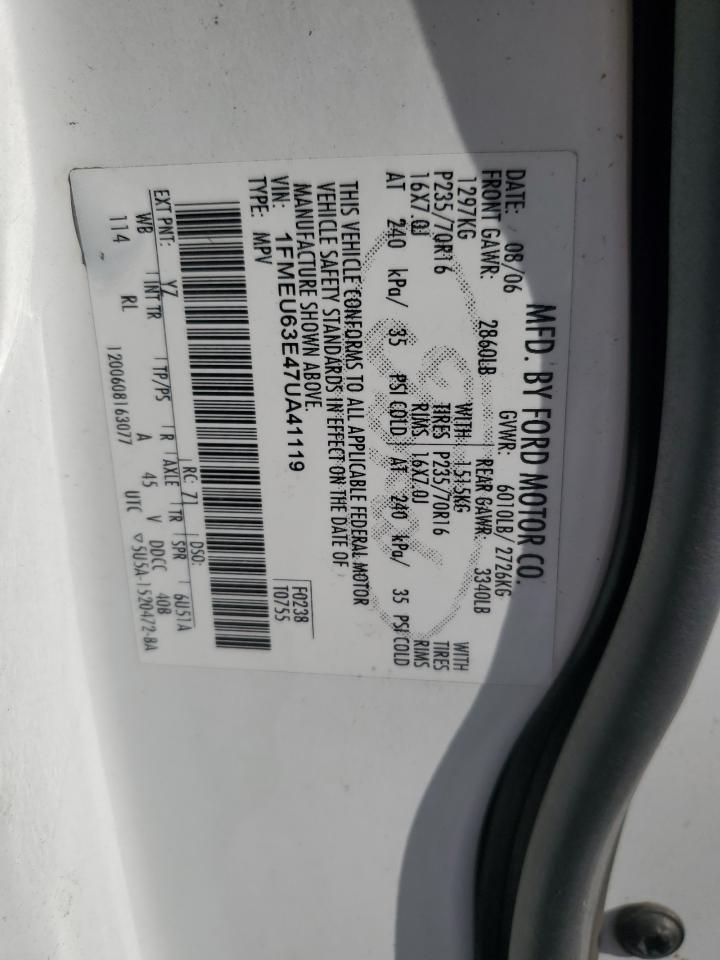 MFD. BY FORD MOTOR CO.
DATE: 08/06 GVWR: 6010LB/2726KG
FRONT GAWR: 2860LB REAR GAWR: 3340LB
1297KG WITH 1515KG WITH
P235/70R16 TIRES P235/70R16 TIRES
16X7.0J RIMS 16X7.0J RIMS
AT 240 kPa/ 35 PSI COLD AT 240 kPa/ 35 PSI COLD
THIS VEHICLE CONFORMS TO ALL APPLICABLE FEDERAL MOTOR
VEHICLE SAFETY STANDARDS IN EFFECT ON THE DATE OF
MANUFACTURE SHOWN ABOVE.
VIN: 1FMEU63E47UA41119 F0238
TYPE: MPV T0755
EXT PNT: YZ RC: 71 DSO:
WB INT TR TP/PS R AXLE TR SPR 6U51A
114 RL A 45 V DDCC 40B
1200608163077 UTC ▽5U5A-1520472-BA